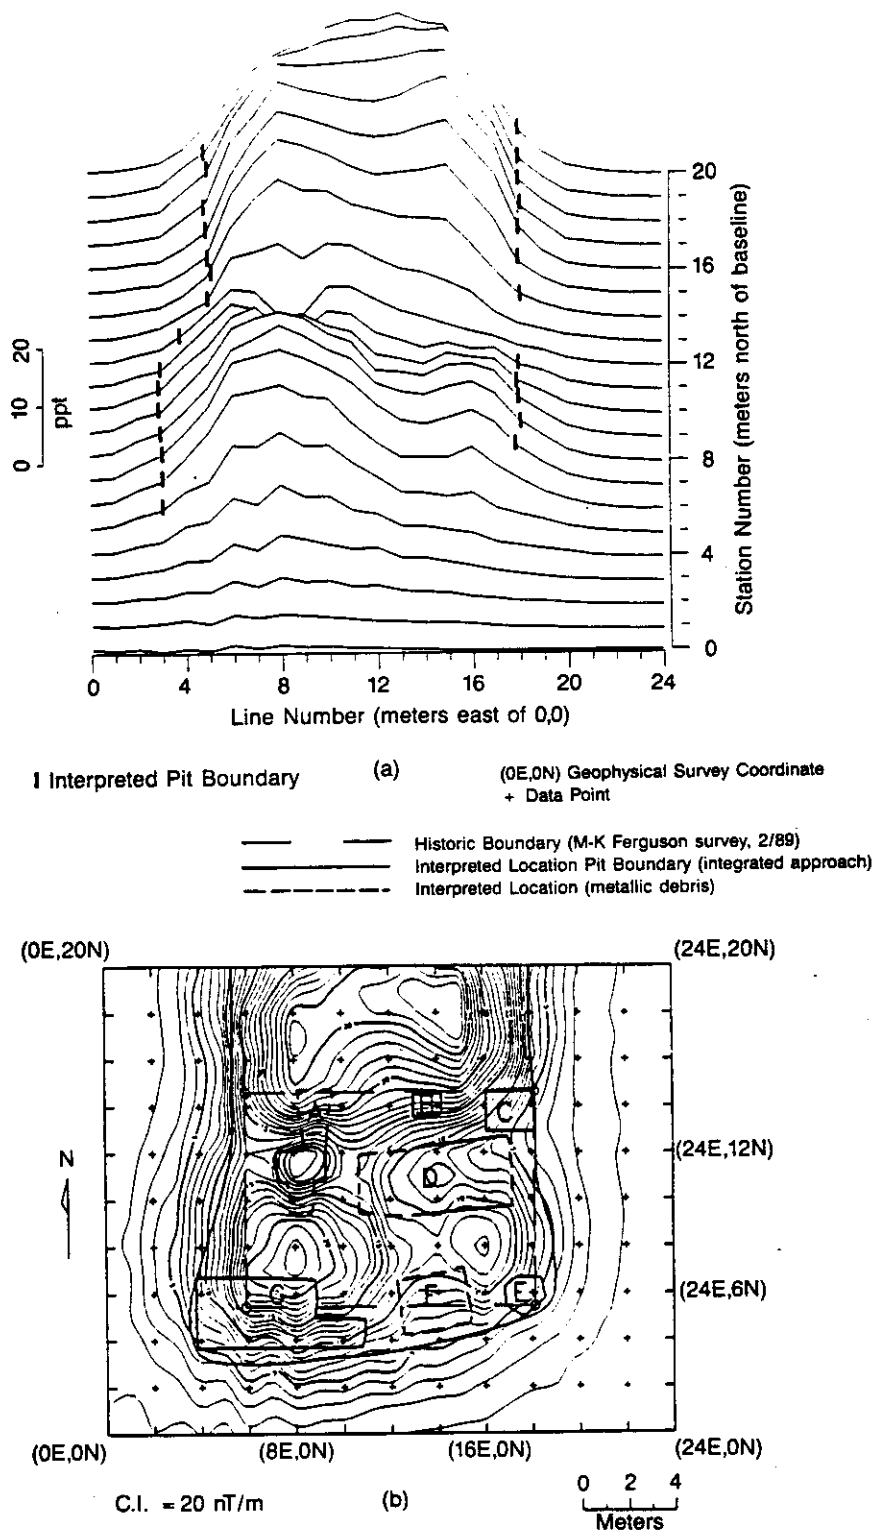 20
16
12
8
4
0
Station Number (meters north of baseline)
20
10
0
ppt
0 4 8 12 16 20 24
Line Number (meters east of 0,0)
Interpreted Pit Boundary
(a)
(0E,0N) Geophysical Survey Coordinate
+ Data Point
Historic Boundary (M-K Ferguson survey, 2/89)
Interpreted Location Pit Boundary (integrated approach)
Interpreted Location (metallic debris)
(0E,20N) (24E,20N)
A B C
N
D
(24E,12N)
G F E
(24E,6N)
(0E,0N) (8E,0N) (16E,0N) (24E,0N)
C.I. = 20 nT/m
(b)
0 2 4
Meters